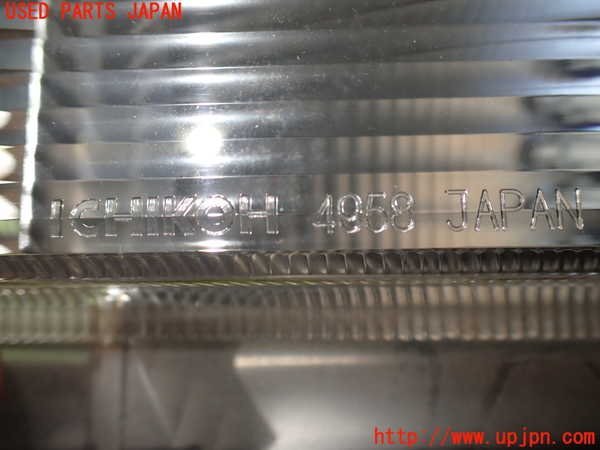 USED PARTS JAPAN
ICHIKOH 4958 JAPAN
http://www.upjpn.com/